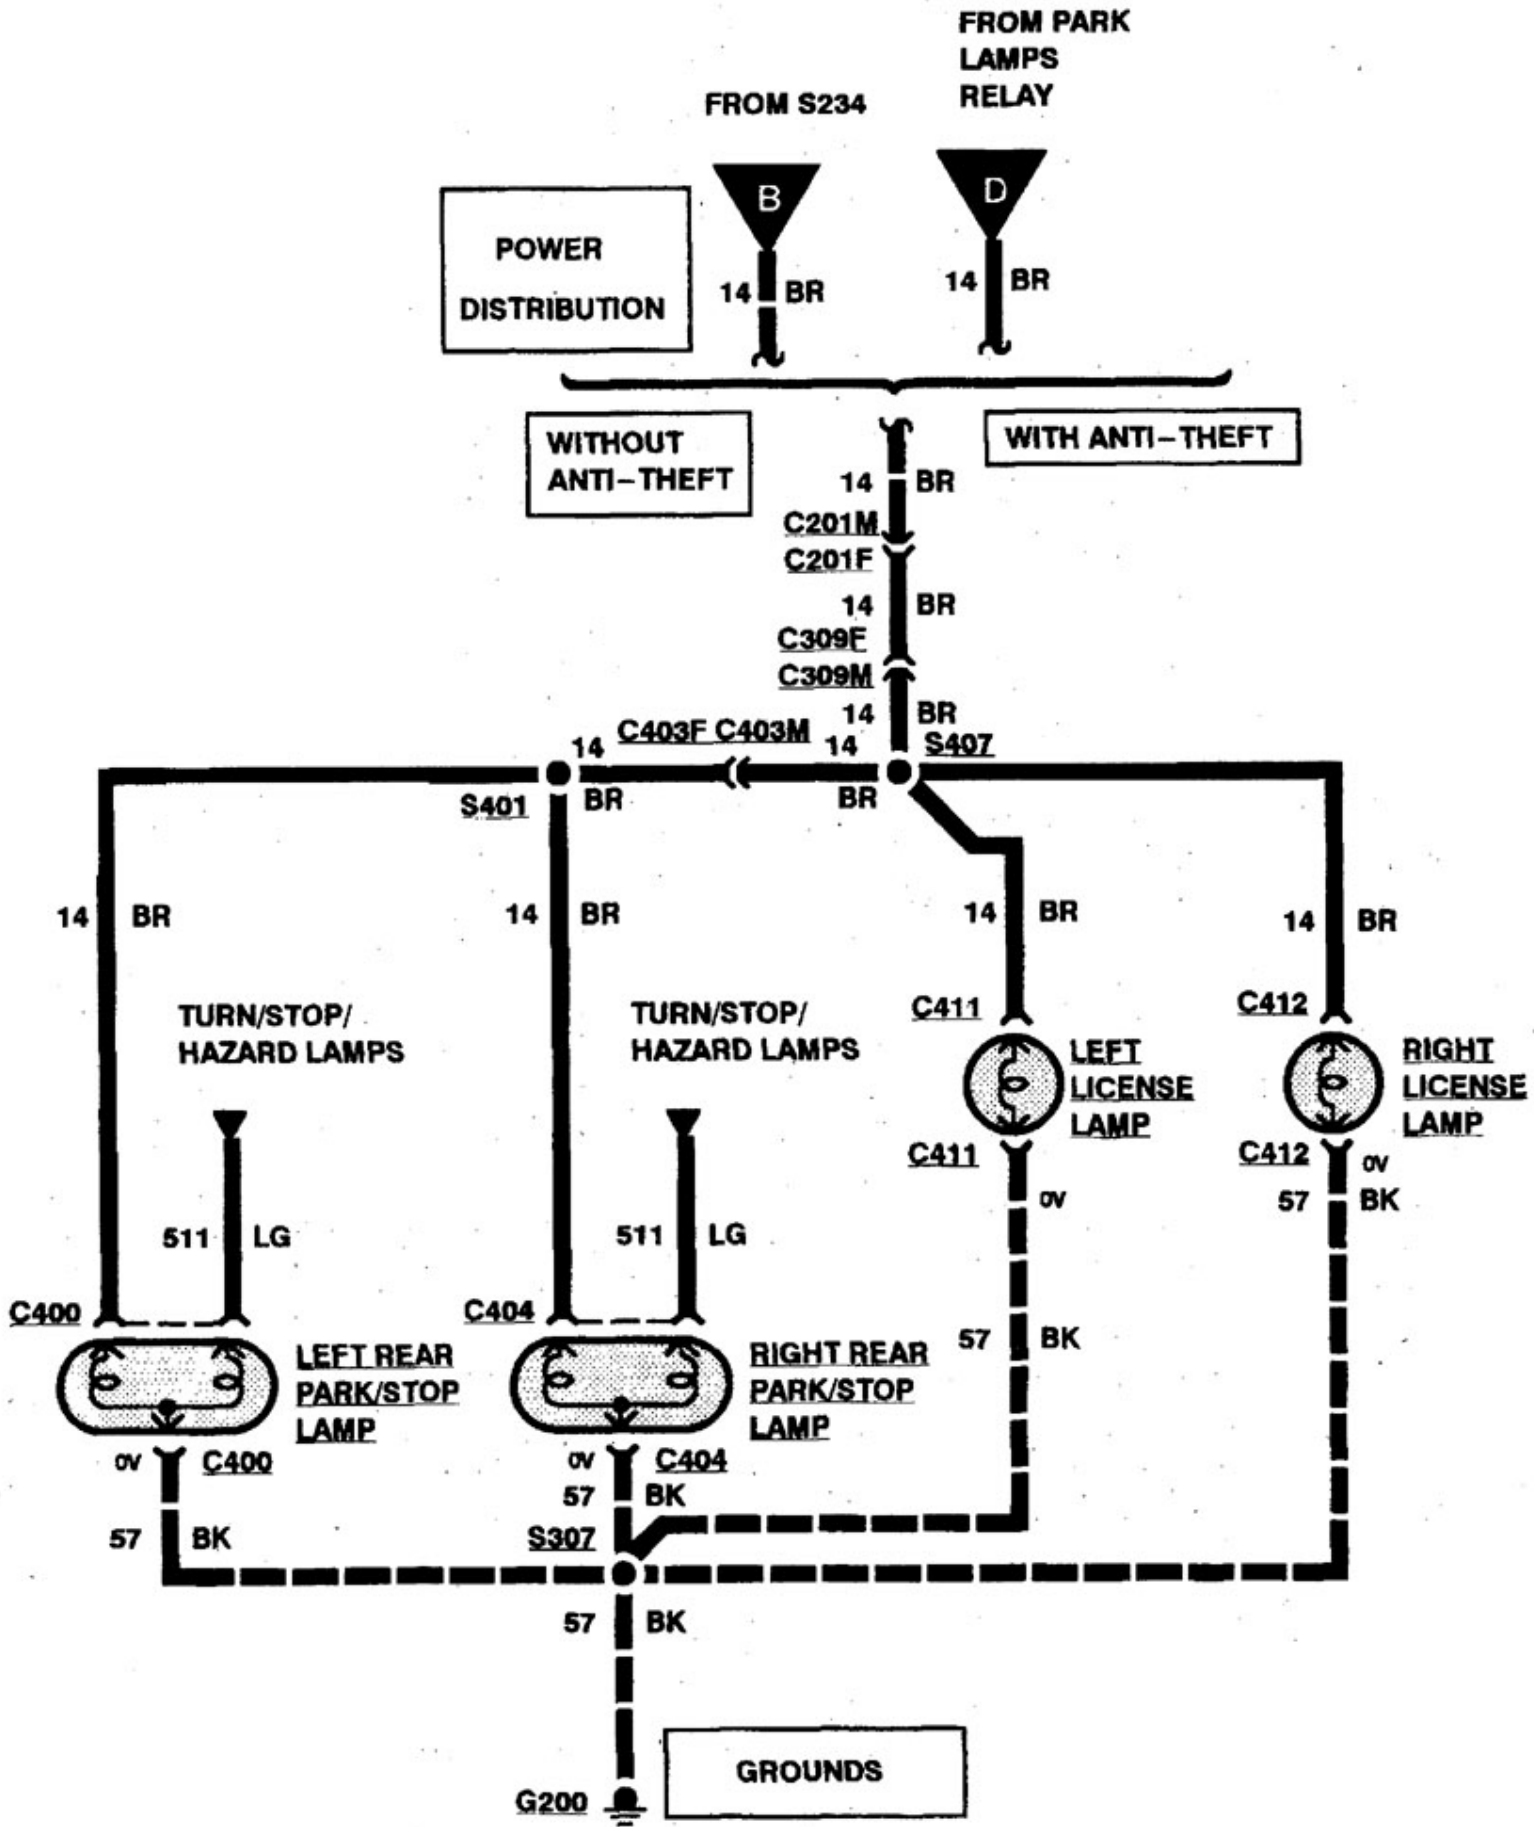 FROM PARK
LAMPS
RELAY
FROM S234
B
D
POWER
DISTRIBUTION
14 BR
14 BR
WITHOUT
ANTI-THEFT
WITH ANTI-THEFT
14 BR
C201M
C201F
14 BR
C309F
C309M
14 BR
C403F C403M
14
14
S407
S401
BR
BR
14 BR
14 BR
14 BR
14 BR
TURN/STOP/
HAZARD LAMPS
TURN/STOP/
HAZARD LAMPS
C411
C412
LEFT
LICENSE
LAMP
RIGHT
LICENSE
LAMP
C411
C412
0V
0V
57 BK
511 LG
511 LG
57 BK
C400
C404
LEFT REAR
PARK/STOP
LAMP
RIGHT REAR
PARK/STOP
LAMP
0V C400
0V C404
57 BK
57 BK
S307
57 BK
GROUNDS
G200